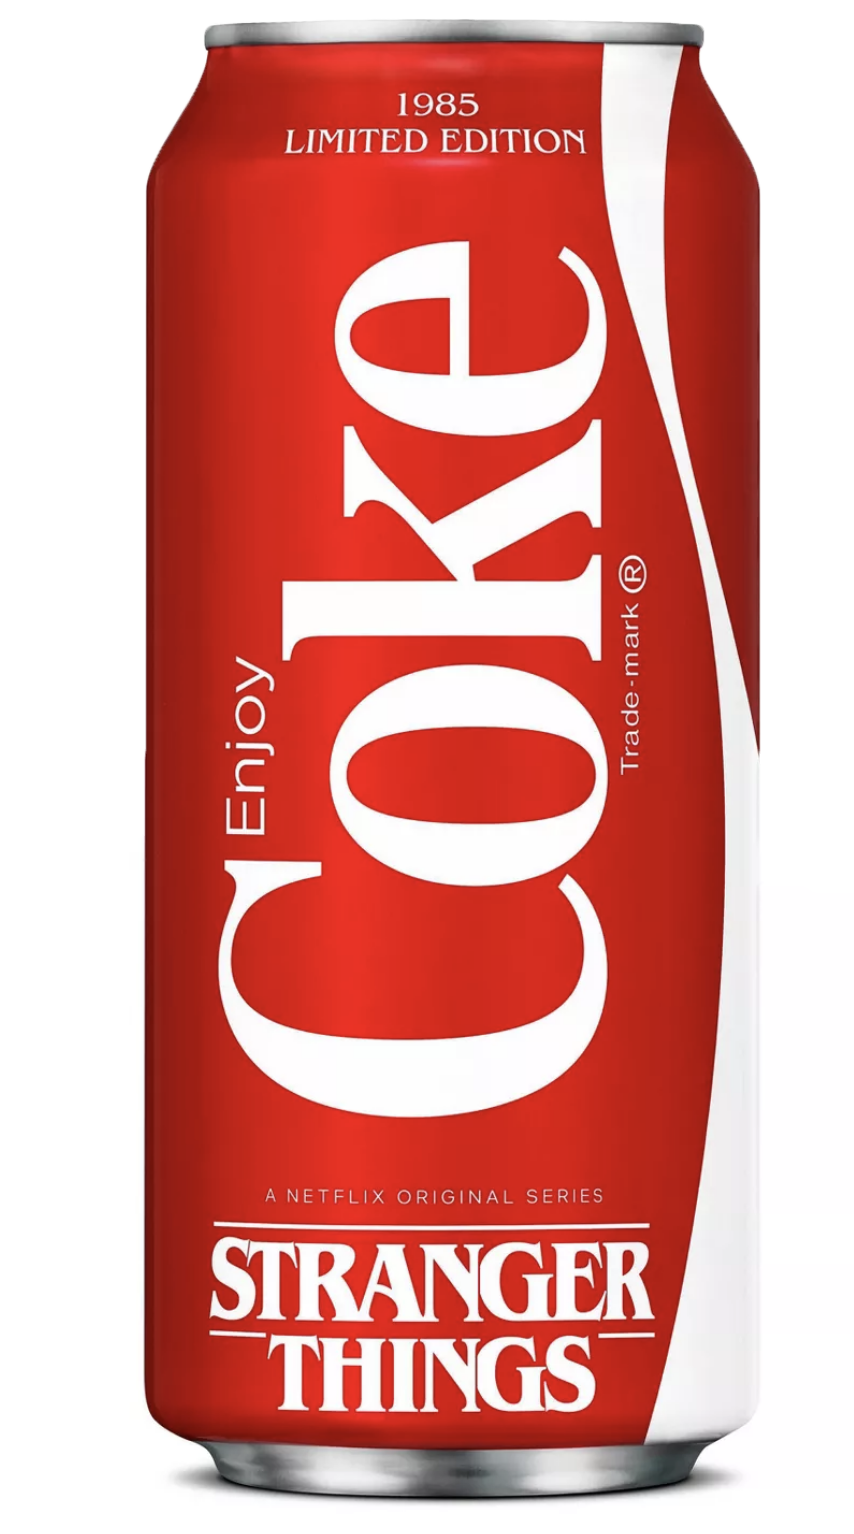 1985
LIMITED EDITION
Enjoy
Coke
Trade-mark ®
A NETFLIX ORIGINAL SERIES
STRANGER
THINGS